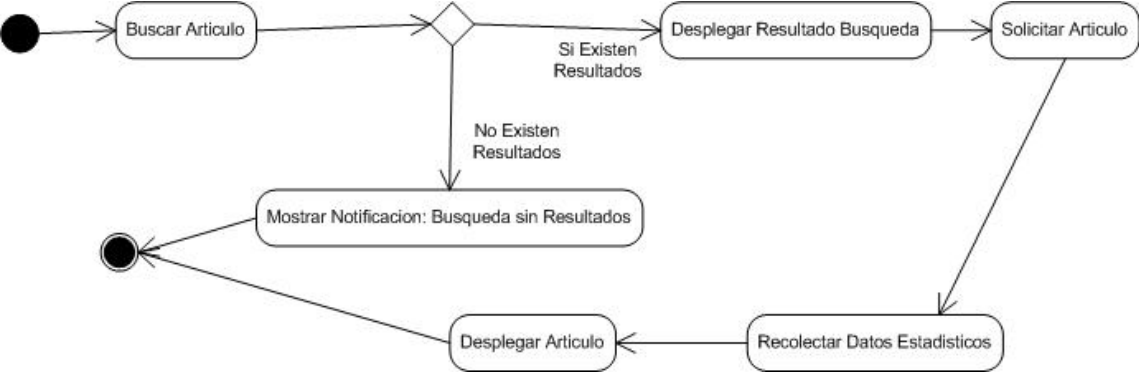 Buscar Articulo
Desplegar Resultado Busqueda
Solicitar Articulo
Si Existen
Resultados
No Existen
Resultados
Mostrar Notificacion: Busqueda sin Resultados
Desplegar Articulo
Recolectar Datos Estadisticos